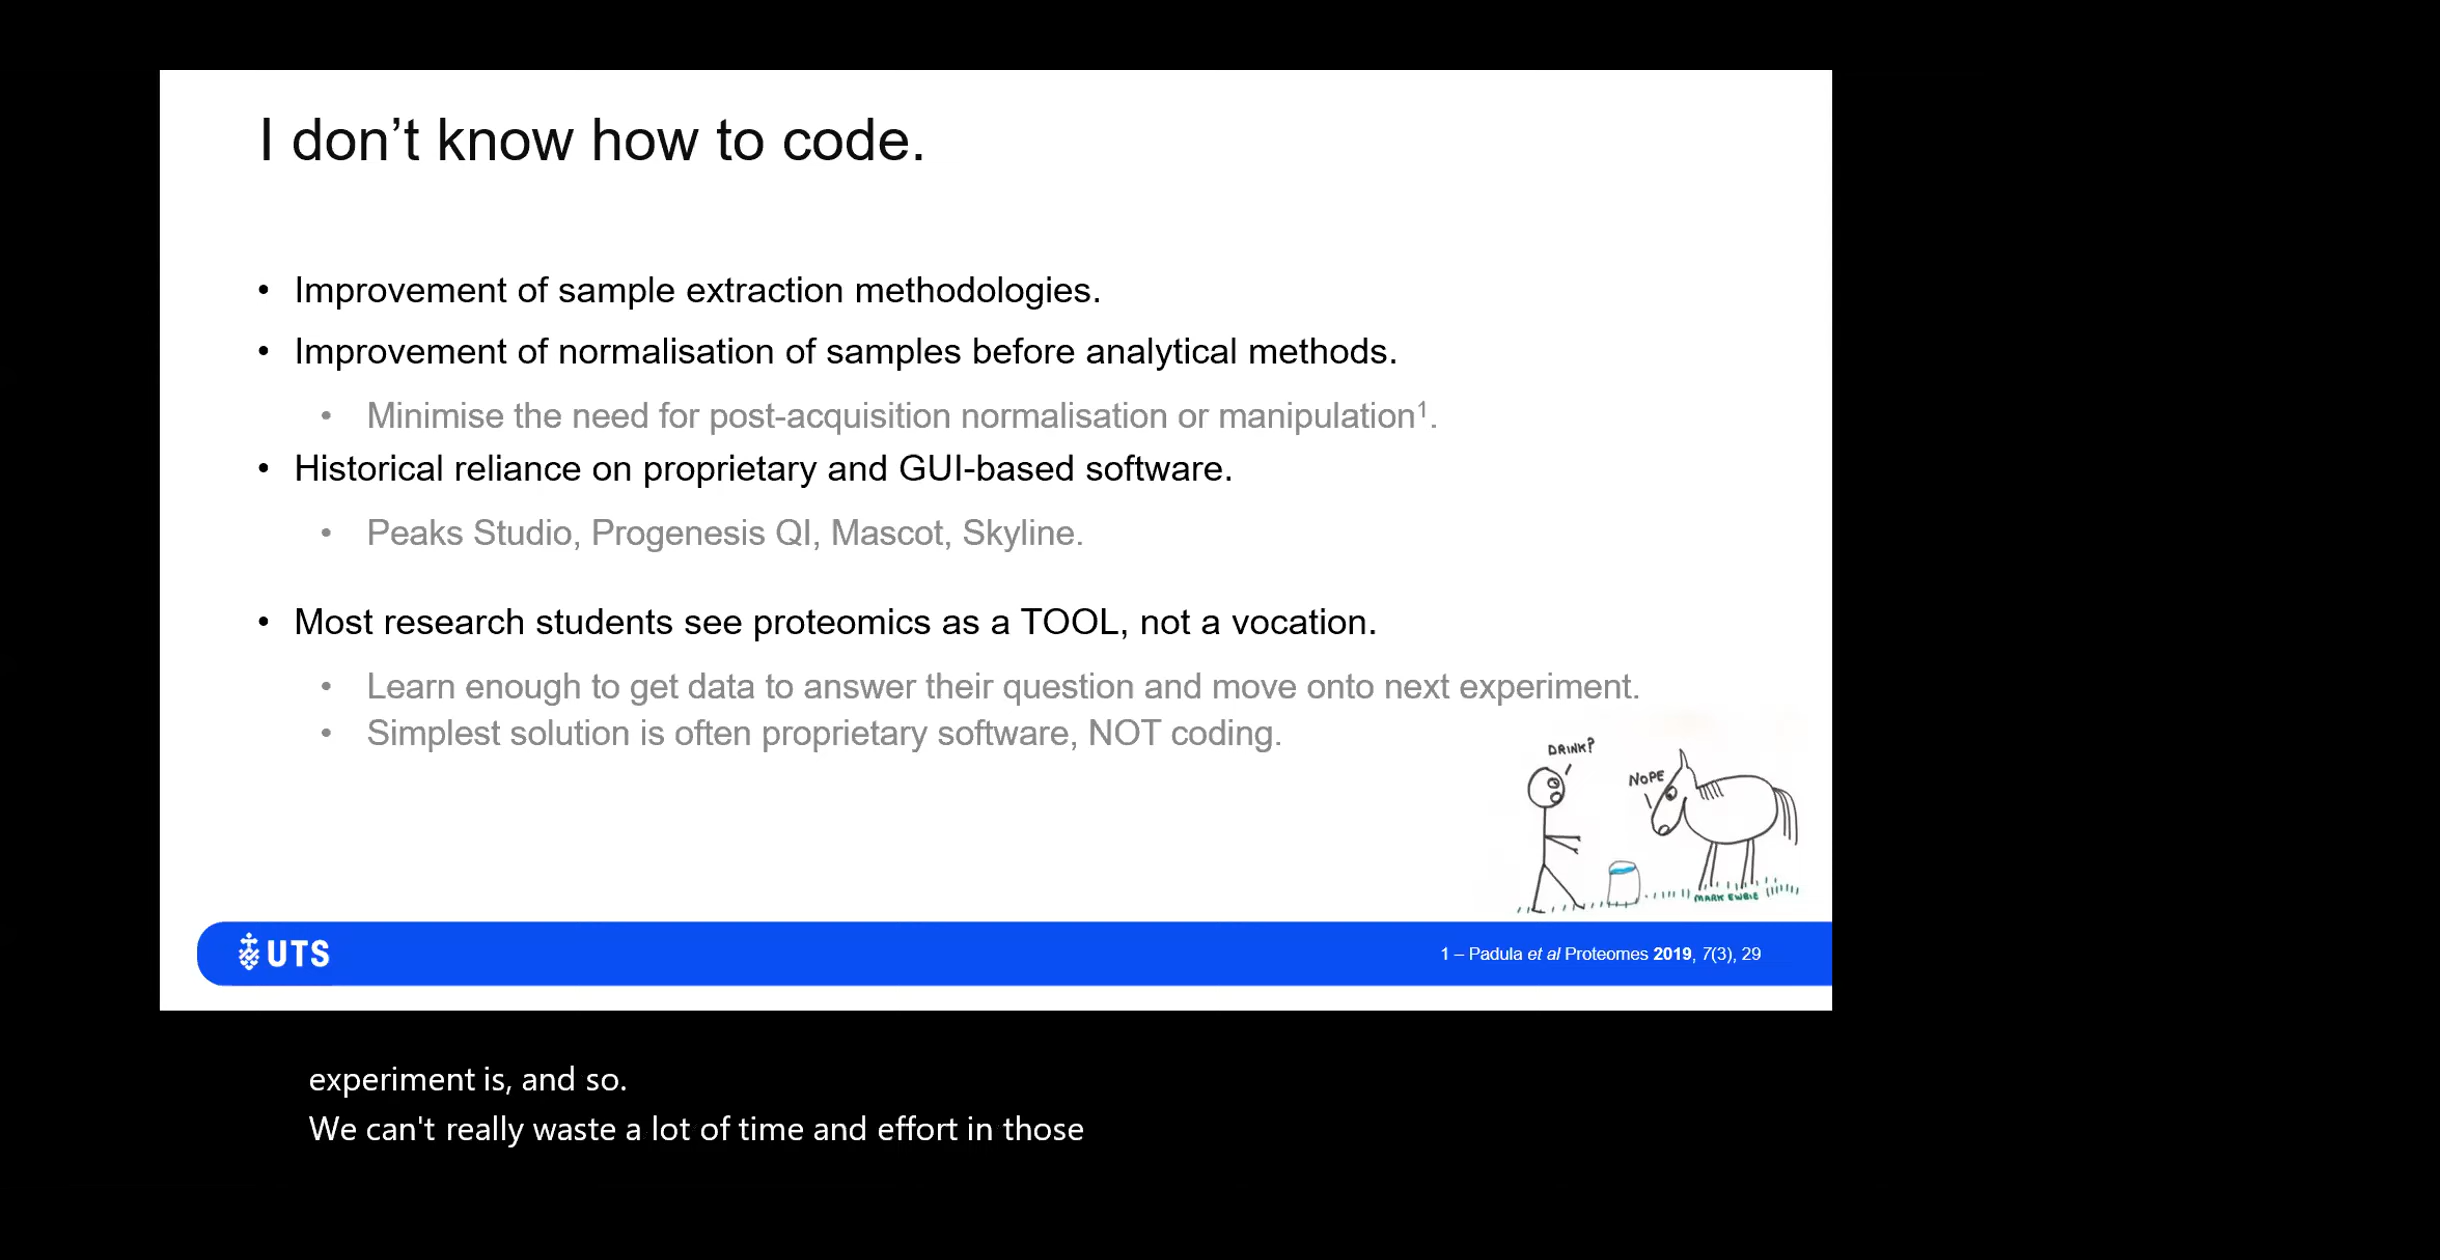 I don’t know how to code.
• Improvement of sample extraction methodologies.
• Improvement of normalisation of samples before analytical methods.
• Minimise the need for post-acquisition normalisation or manipulation¹.
• Historical reliance on proprietary and GUI-based software.
• Peaks Studio, Progenesis QI, Mascot, Skyline.
• Most research students see proteomics as a TOOL, not a vocation.
• Learn enough to get data to answer their question and move onto next experiment.
• Simplest solution is often proprietary software, NOT coding.
DRINK?
NOPE
MARK EWBIE
UTS
1 – Padula et al Proteomes 2019, 7(3), 29
experiment is, and so.
We can't really waste a lot of time and effort in those